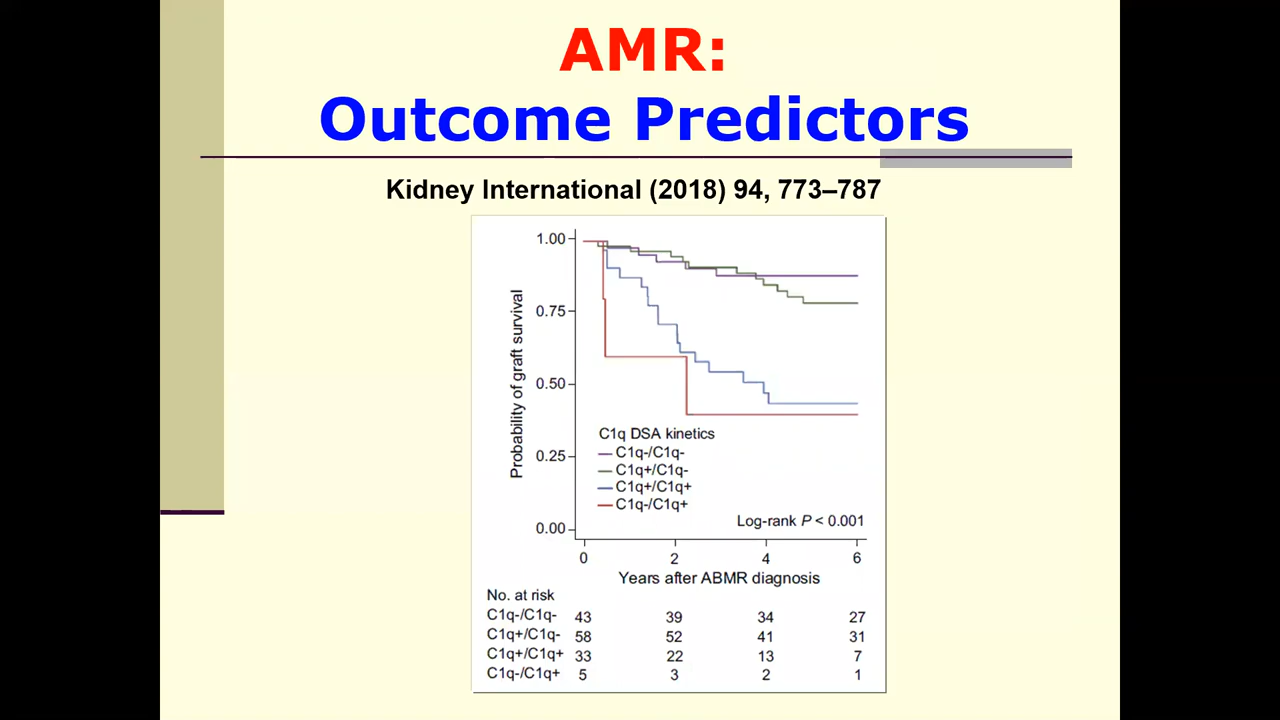 AMR:
Outcome Predictors
Kidney International (2018) 94, 773–787
1.00
0.75
0.50
0.25
0.00
Probability of graft survival
C1q DSA kinetics
C1q-/C1q-
C1q+/C1q-
C1q+/C1q+
C1q-/C1q+
Log-rank P < 0.001
0 2 4 6
Years after ABMR diagnosis
No. at risk
C1q-/C1q- 43 39 34 27
C1q+/C1q- 58 52 41 31
C1q+/C1q+ 33 22 13 7
C1q-/C1q+ 5 3 2 1